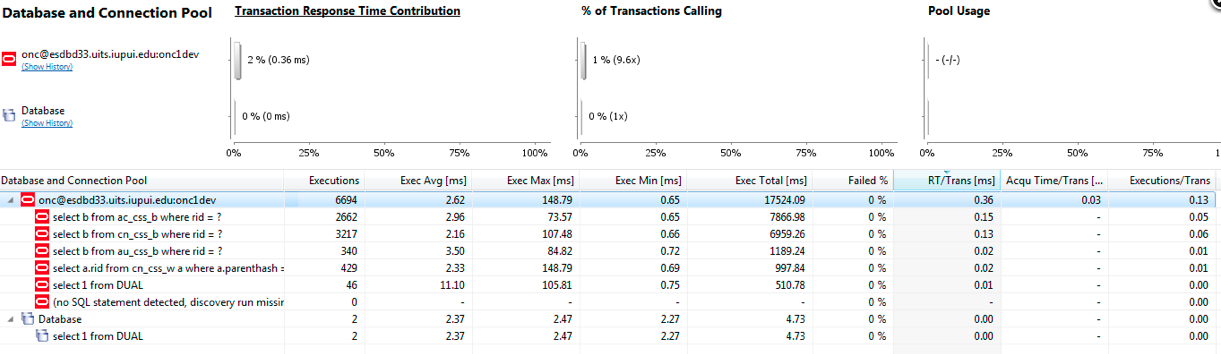 Database and Connection Pool Transaction Response Time Contribution % of Transactions Calling Pool Usage
onc@esdbd33.uits.iupui.edu:onc1dev 2 % (0.36 ms) 1 % (9.6x) - (-/-)
(Show History)
Database 0 % (0 ms) 0 % (1x)
(Show History)
0% 25% 50% 75% 100% 0% 25% 50% 75% 100% 0% 25% 50% 75% 1
Database and Connection Pool Executions Exec Avg [ms] Exec Max [ms] Exec Min [ms] Exec Total [ms] Failed % RT/Trans [ms] Acqu Time/Trans [... Executions/Trans
onc@esdbd33.uits.iupui.edu:onc1dev 6694 2.62 148.79 0.65 17524.09 0 % 0.36 0.03 0.13
select b from ac_css_b where rid = ? 2662 2.96 73.57 0.65 7866.98 0 % 0.15 - 0.05
select b from cn_css_b where rid = ? 3217 2.16 107.48 0.66 6959.26 0 % 0.13 - 0.06
select b from au_css_b where rid = ? 340 3.50 84.82 0.72 1189.24 0 % 0.02 - 0.01
select a.rid from cn_css_w a where a.parenthash = 429 2.33 148.79 0.69 997.84 0 % 0.02 - 0.01
select 1 from DUAL 46 11.10 105.81 0.75 510.78 0 % 0.01 - 0.00
(no SQL statement detected, discovery run missin 0 - - - - 0 % - - 0.00
Database 2 2.37 2.47 2.27 4.73 0 % 0.00 - 0.00
select 1 from DUAL 2 2.37 2.47 2.27 4.73 0 % 0.00 - 0.00